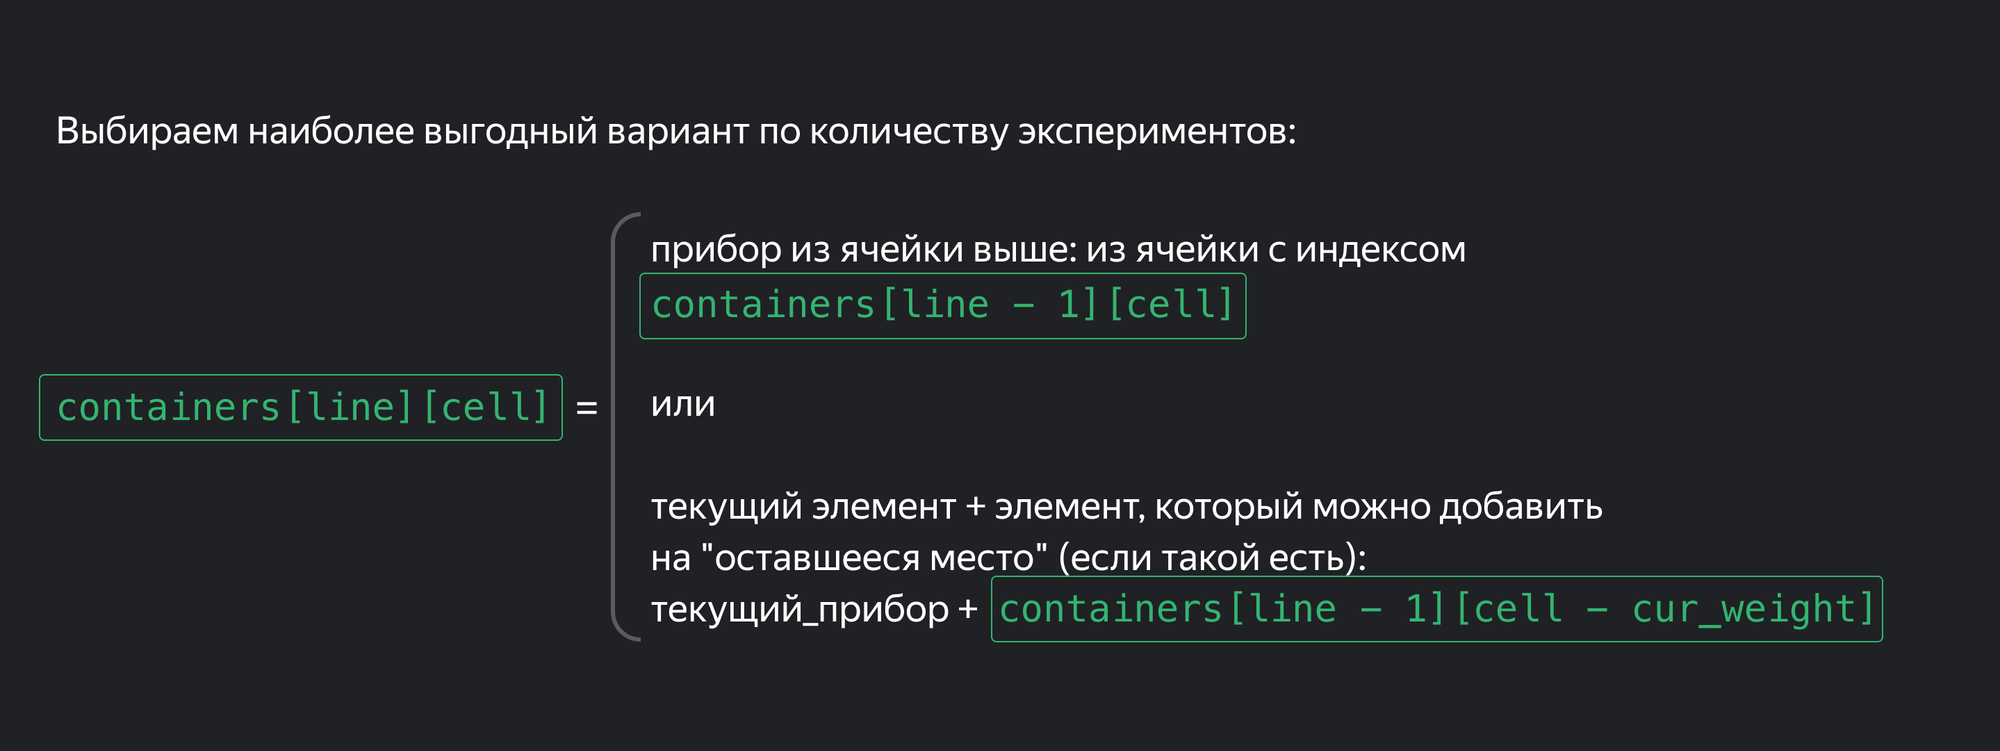 Выбираем наиболее выгодный вариант по количеству экспериментов:
прибор из ячейки выше: из ячейки с индексом
containers[line - 1][cell]
containers[line][cell] =
или
текущий элемент + элемент, который можно добавить
на "оставшееся место" (если такой есть):
текущий_прибор + containers[line - 1][cell - cur_weight]